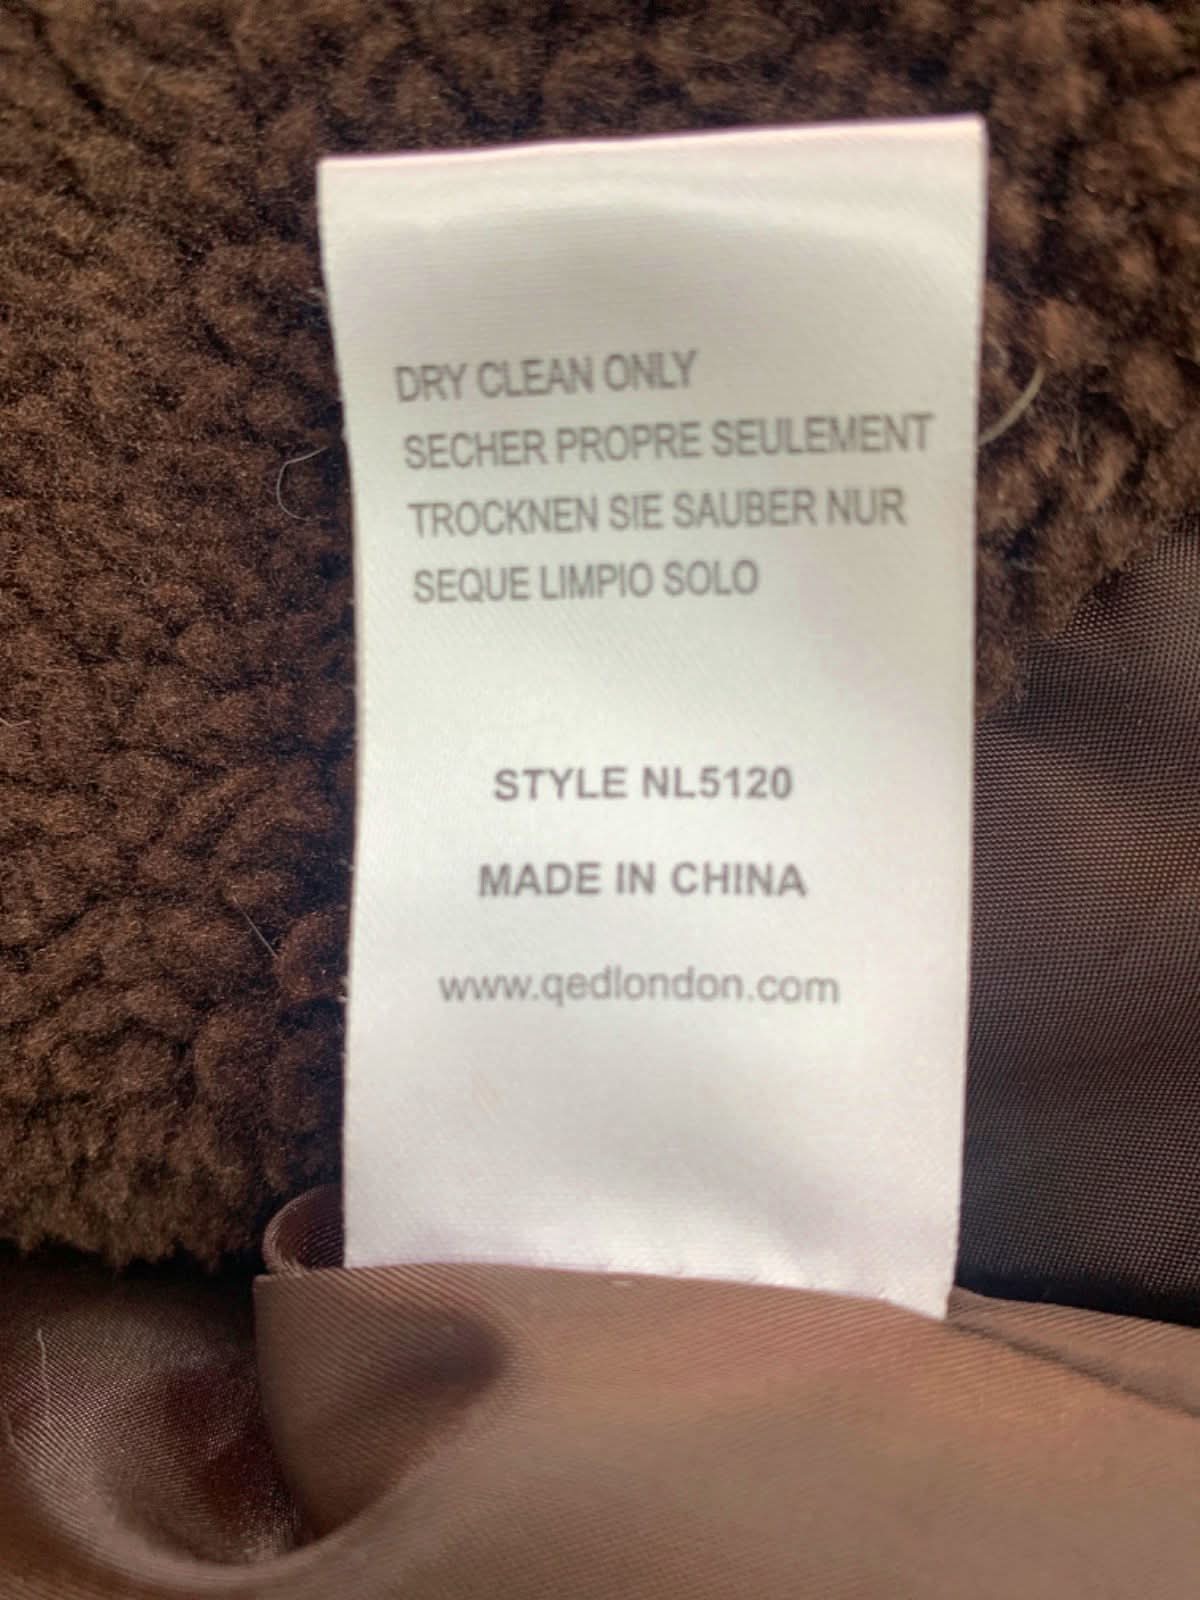 DRY CLEAN ONLY
SECHER PROPRE SEULEMENT
TROCKNEN SIE SAUBER NUR
SEQUE LIMPIO SOLO
STYLE NL5120
MADE IN CHINA
www.qedlondon.com